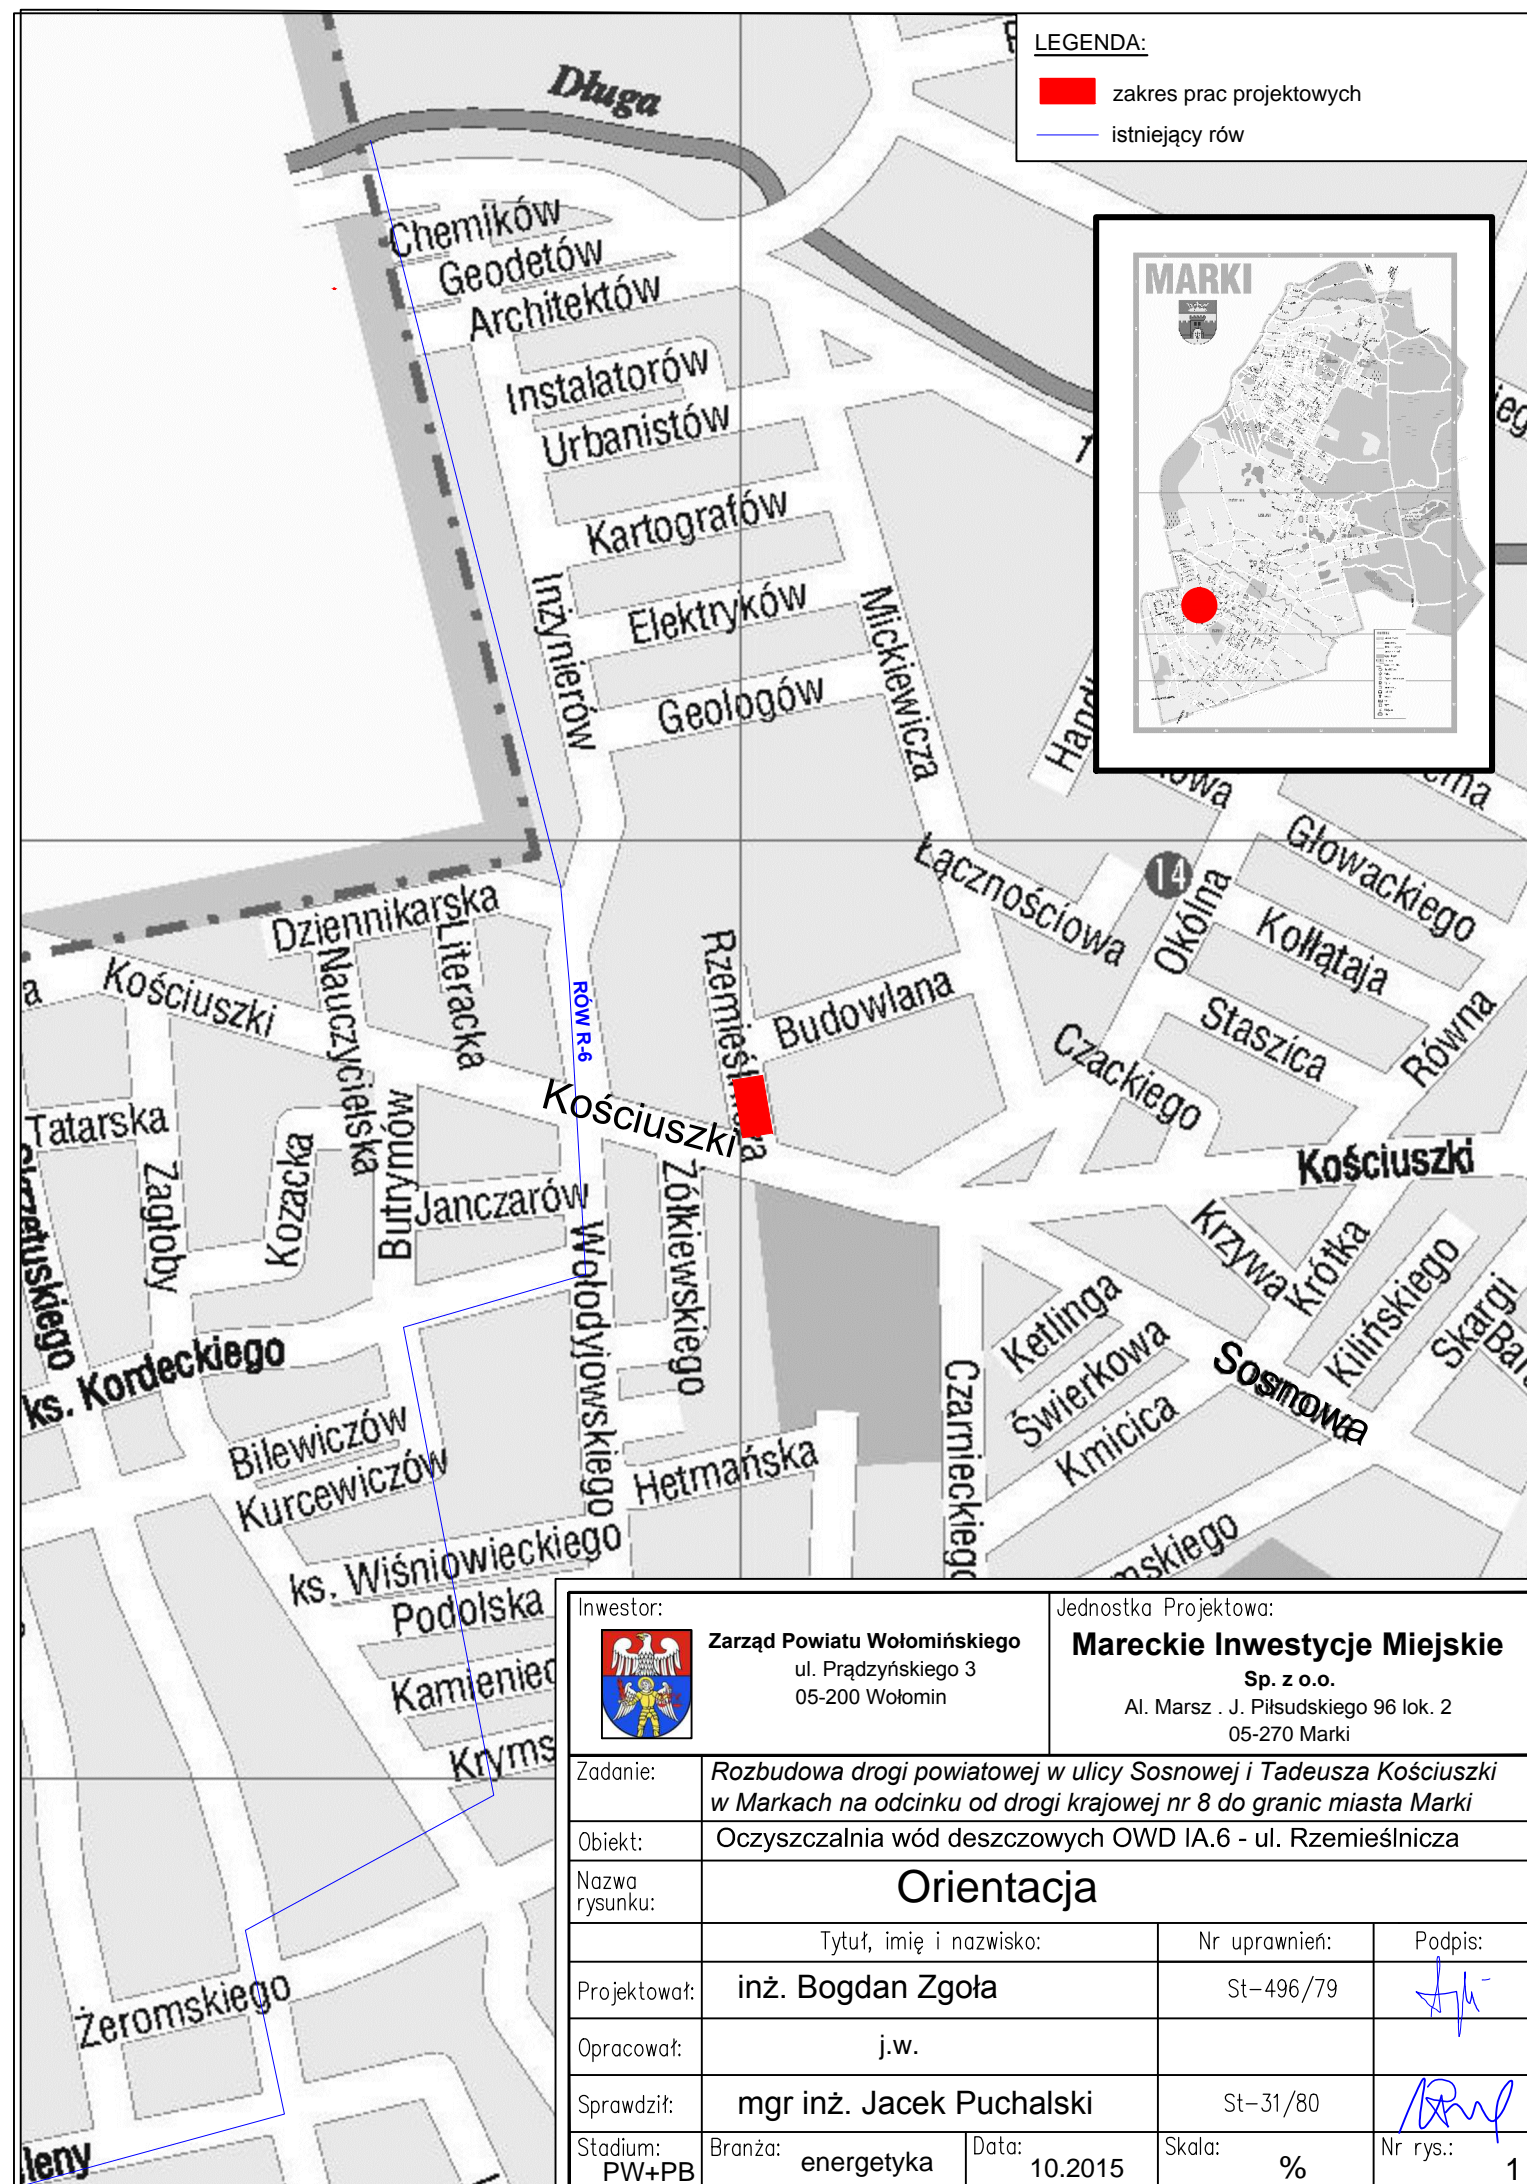 LEGENDA:
zakres prac projektowych
istniejący rów
Długa
MARKI
Chemików
Geodetów
Architektów
Instalatorów
Urbanistów
Kartografów
Elektryków
Geologów
Inżynierów
Mickiewicza
Łącznościowa
14
Okólna
Głowackiego
Kołłątaja
Staszica
Równa
Czackiego
Dziennikarska
Literacka
Nauczycielska
Kościuszki
RÓW R-6
Budowlana
Kościuszki
Kościuszki
Tatarska
Zagłoby
Kozacka
Butrymów
Janczarów
Wołodyjowskiego
Żółkiewskiego
Krzywa
Krótka
Kilińskiego
Skargi
Ketlinga
Świerkowa
Kmicica
Sosnowa
Czarnieckiego
ks. Kordeckiego
Bilewiczów
Kurcewiczów
Hetmańska
ks. Wiśniowieckiego
Podolska
Kamieniec
Kryms
Żeromskiego
leny
Inwestor:
Zarząd Powiatu Wołomińskiego
ul. Prądzyńskiego 3
05-200 Wołomin
Jednostka Projektowa:
Mareckie Inwestycje Miejskie
Sp. z o.o.
Al. Marsz . J. Piłsudskiego 96 lok. 2
05-270 Marki
Zadanie:
Rozbudowa drogi powiatowej w ulicy Sosnowej i Tadeusza Kościuszki
w Markach na odcinku od drogi krajowej nr 8 do granic miasta Marki
Obiekt:
Oczyszczalnia wód deszczowych OWD IA.6 - ul. Rzemieślnicza
Nazwa
rysunku:
Orientacja
Tytuł, imię i nazwisko:
Nr uprawnień:
Podpis:
Projektował:
inż. Bogdan Zgoła
St-496/79
Opracował:
j.w.
Sprawdził:
mgr inż. Jacek Puchalski
St-31/80
Stadium:
PW+PB
Branża:
energetyka
Data:
10.2015
Skala:
%
Nr rys.:
1